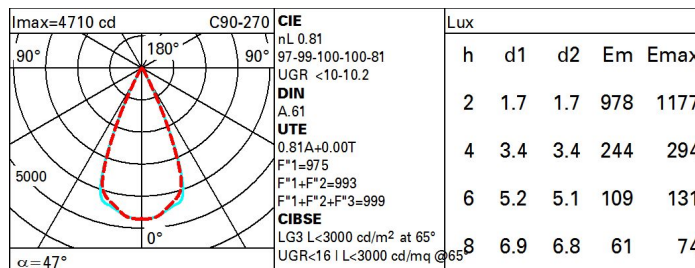 Imax=4710 cd C90-270
90° 180° 90°
5000
0°
α=47°
CIE
nL 0.81
97-99-100-100-81
UGR <10-10.2
DIN
A.61
UTE
0.81A+0.00T
F"1=975
F"1+F"2=993
F"1+F"2+F"3=999
CIBSE
LG3 L<3000 cd/m² at 65°
UGR<16 | L<3000 cd/mq @65°
Lux
h d1 d2 Em Emax
2 1.7 1.7 978 1177
4 3.4 3.4 244 294
6 5.2 5.1 109 131
8 6.9 6.8 61 74